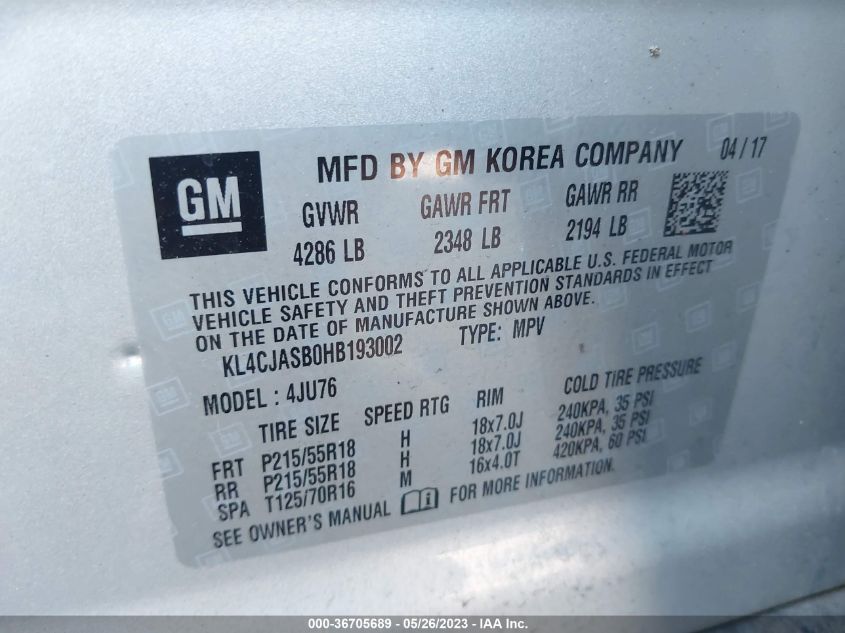 GM
MFD BY GM KOREA COMPANY 04/17
GVWR GAWR FRT GAWR RR
4286 LB 2348 LB 2194 LB
THIS VEHICLE CONFORMS TO ALL APPLICABLE U.S. FEDERAL MOTOR
VEHICLE SAFETY AND THEFT PREVENTION STANDARDS IN EFFECT
ON THE DATE OF MANUFACTURE SHOWN ABOVE.
KL4CJASB0HB193002 TYPE: MPV
MODEL : 4JU76
TIRE SIZE SPEED RTG RIM COLD TIRE PRESSURE
FRT P215/55R18 H 18x7.0J 240KPA, 35 PSI
RR P215/55R18 H 18x7.0J 240KPA, 35 PSI
SPA T125/70R16 M 16x4.0T 420KPA, 60 PSI
SEE OWNER'S MANUAL FOR MORE INFORMATION.
000-36705689 - 05/26/2023 - IAAI.com